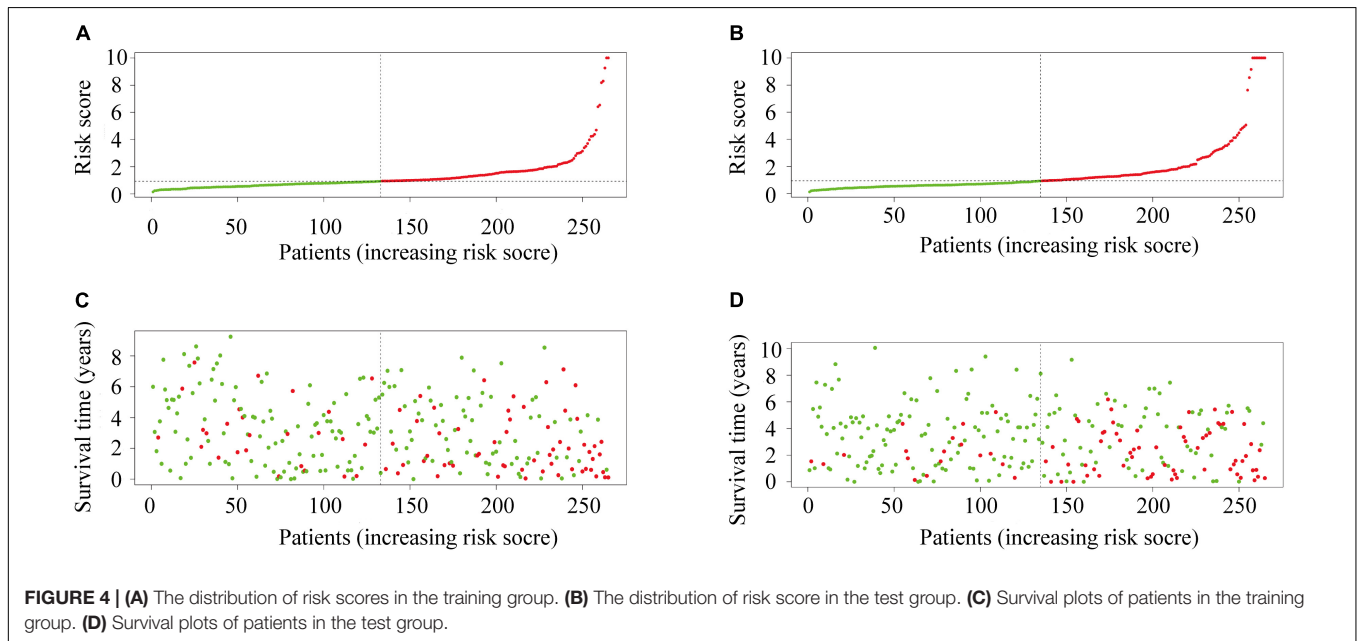 A
10
8
6
4
2
0
Risk score
0 50 100 150 200 250
Patients (increasing risk socre)
B
10
8
6
4
2
0
Risk score
0 50 100 150 200 250
Patients (increasing risk socre)
C
8
6
4
2
0
Survival time (years)
0 50 100 150 200 250
Patients (increasing risk socre)
D
10
8
6
4
2
0
Survival time (years)
0 50 100 150 200 250
Patients (increasing risk socre)
FIGURE 4 | (A) The distribution of risk scores in the training group. (B) The distribution of risk score in the test group. (C) Survival plots of patients in the training
group. (D) Survival plots of patients in the test group.